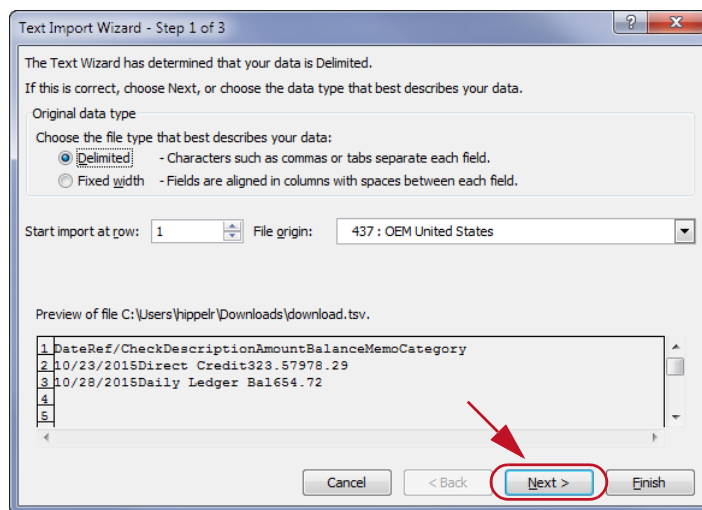 Text Import Wizard - Step 1 of 3
The Text Wizard has determined that your data is Delimited.
If this is correct, choose Next, or choose the data type that best describes your data.
Original data type
Choose the file type that best describes your data:
Delimited - Characters such as commas or tabs separate each field.
Fixed width - Fields are aligned in columns with spaces between each field.
Start import at row: 1 File origin: 437 : OEM United States
Preview of file C:\Users\hippelr\Downloads\download.tsv.
1 DateRef/CheckDescriptionAmountBalanceMemoCategory
2 10/23/2015Direct Credit323.57978.29
3 10/28/2015Daily Ledger Bal654.72
4
5
Cancel < Back Next > Finish